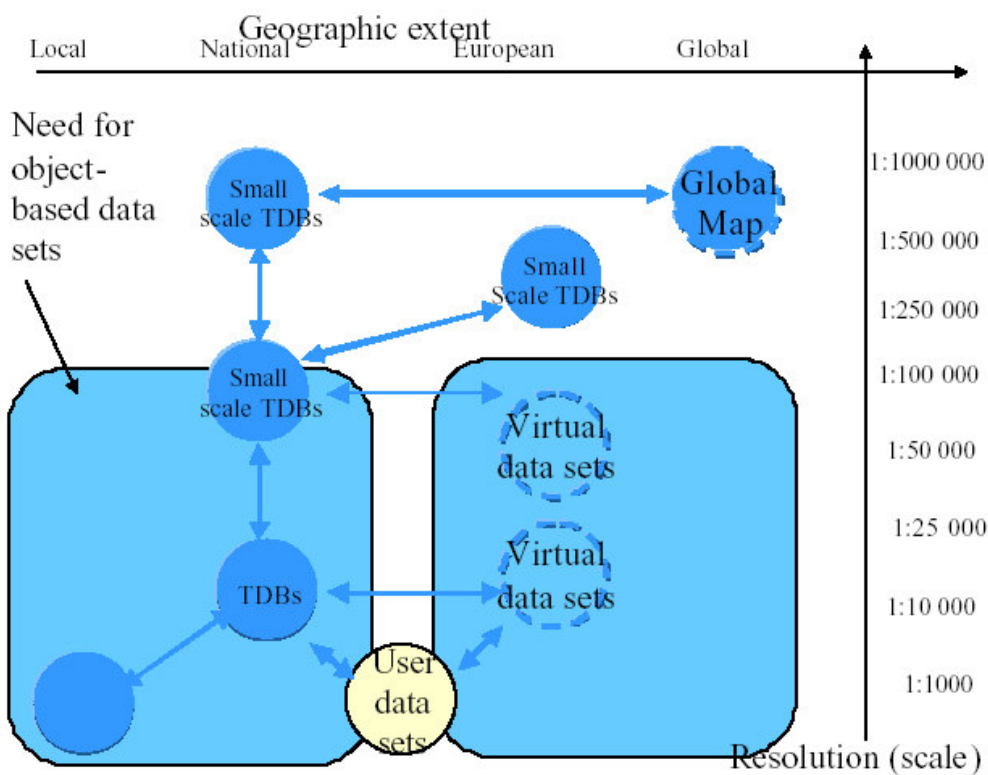 Geographic extent
Local National European Global
Need for
object-
based data
sets
Small
scale TDBs
Global
Map
Small
Scale TDBs
Small
scale TDBs
Virtual
data sets
Virtual
data sets
TDBs
User
data
sets
1:1000 000
1:500 000
1:250 000
1:100 000
1:50 000
1:25 000
1:10 000
1:1000
Resolution (scale)